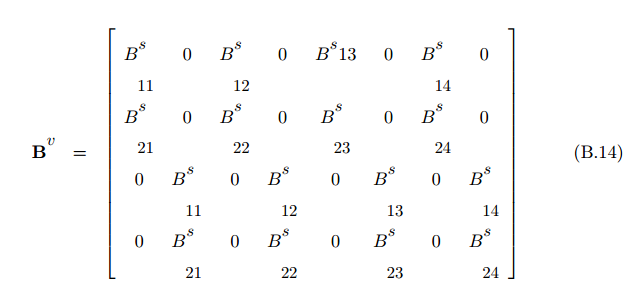 B^s 0 B^s 0 B^s13 0 B^s 0
11 12 14
B^s 0 B^s 0 B^s 0 B^s 0
21 22 23 24
B^v = (B.14)
0 B^s 0 B^s 0 B^s 0 B^s
11 12 13 14
0 B^s 0 B^s 0 B^s 0 B^s
21 22 23 24